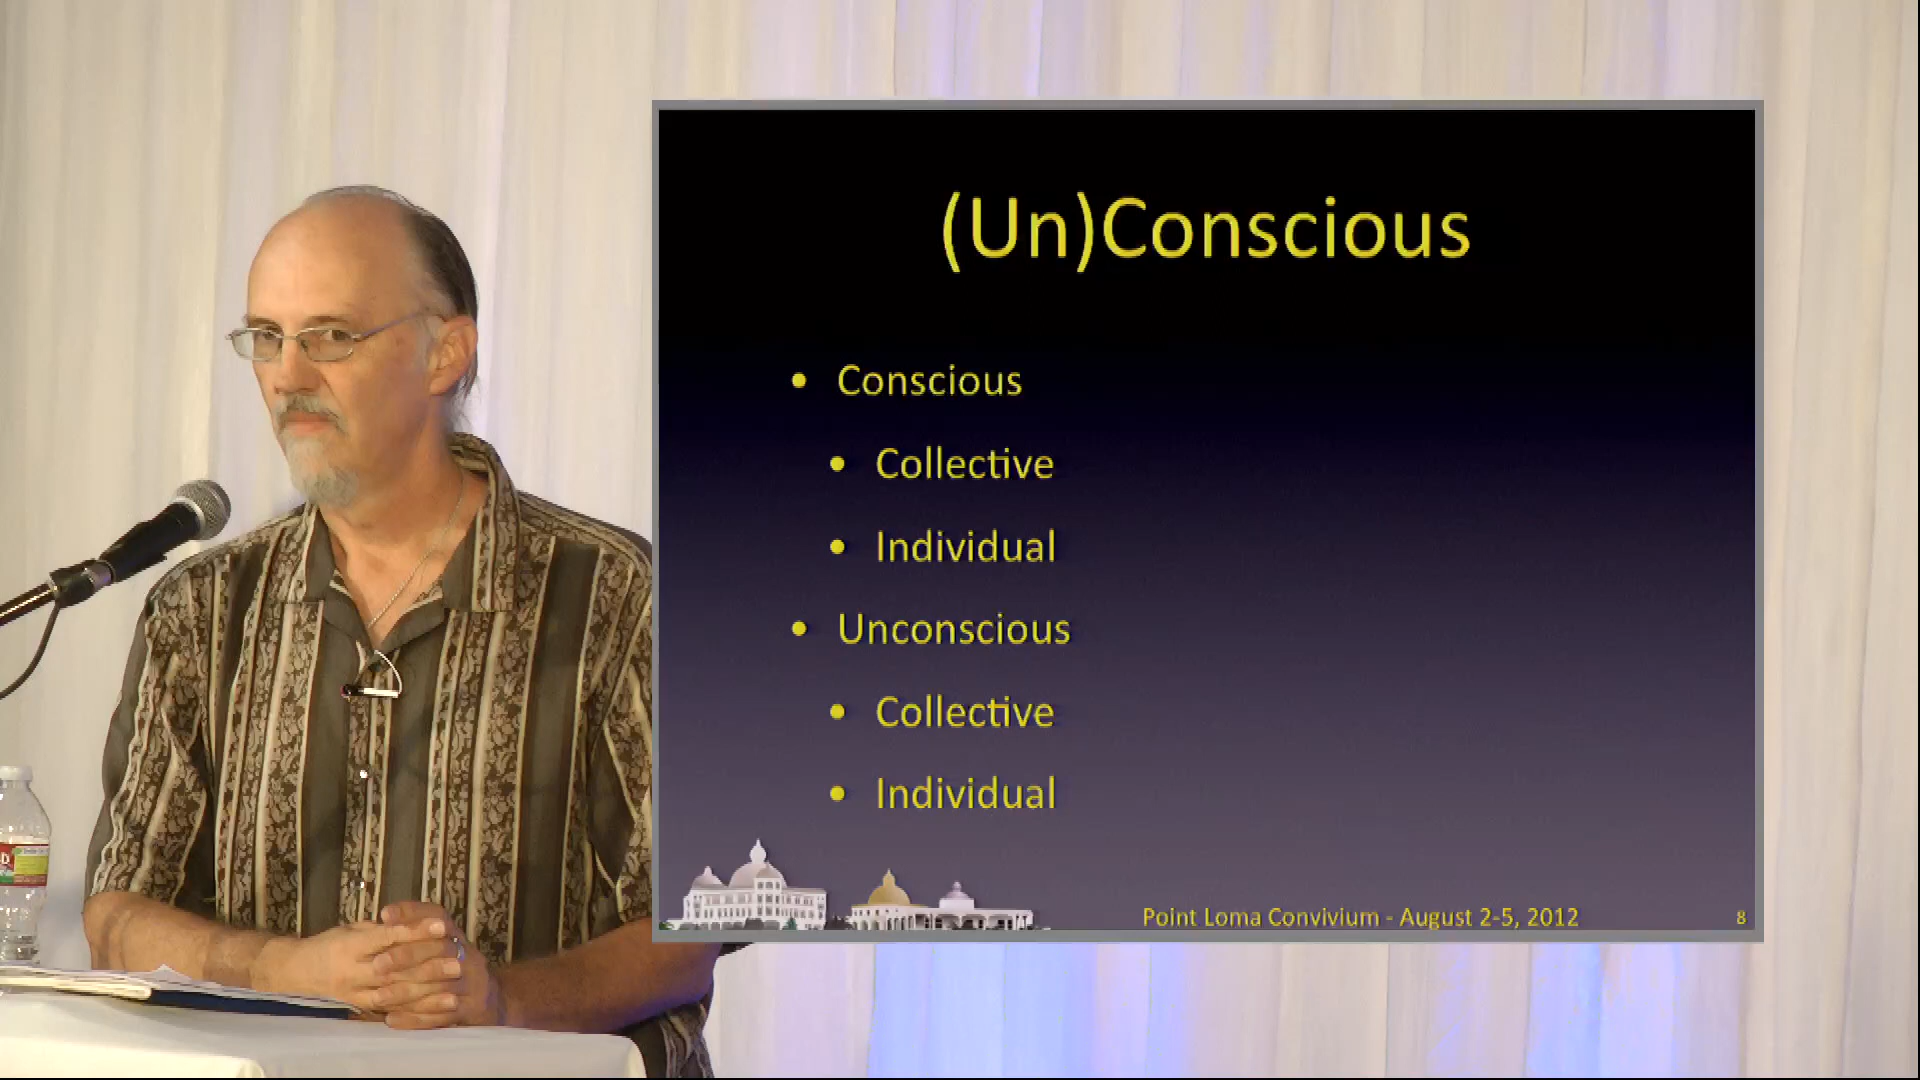 (Un)Conscious
• Conscious
• Collective
• Individual
• Unconscious
• Collective
• Individual
Point Loma Convivium - August 2-5, 2012
8